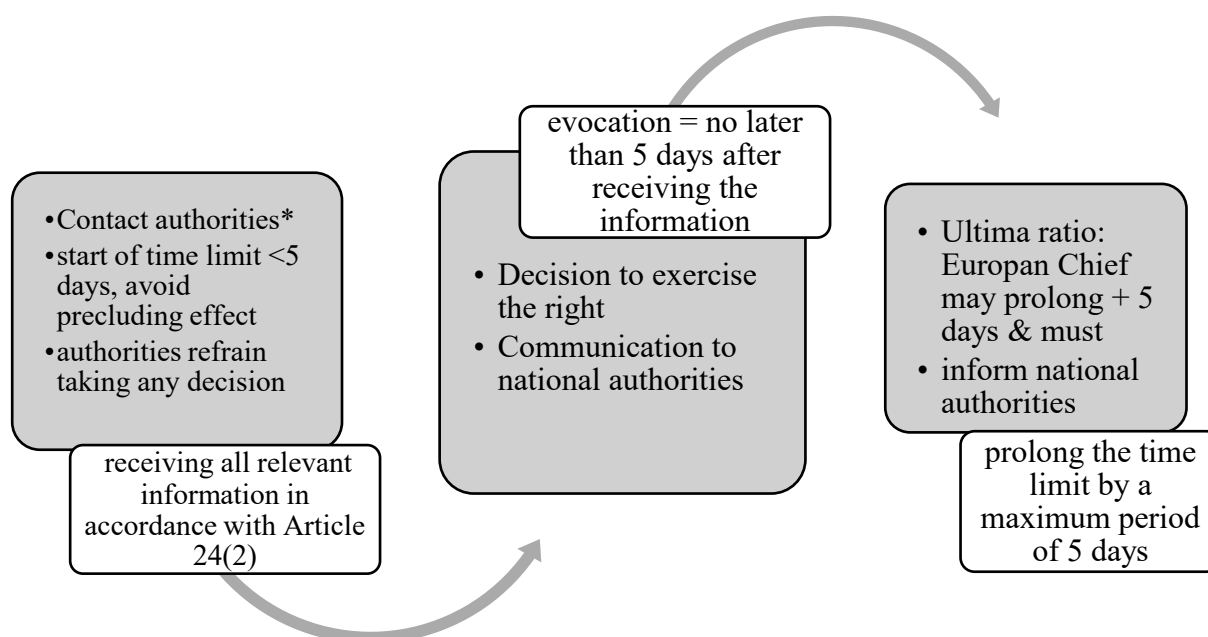 •Contact authorities*
•start of time limit <5
days, avoid
precluding effect
•authorities refrain
taking any decision
receiving all relevant
information in
accordance with Article
24(2)
evocation = no later
than 5 days after
receiving the
information
• Decision to exercise
the right
• Communication to
national authorities
• Ultima ratio:
Europan Chief
may prolong + 5
days & must
• inform national
authorities
prolong the time
limit by a
maximum period
of 5 days